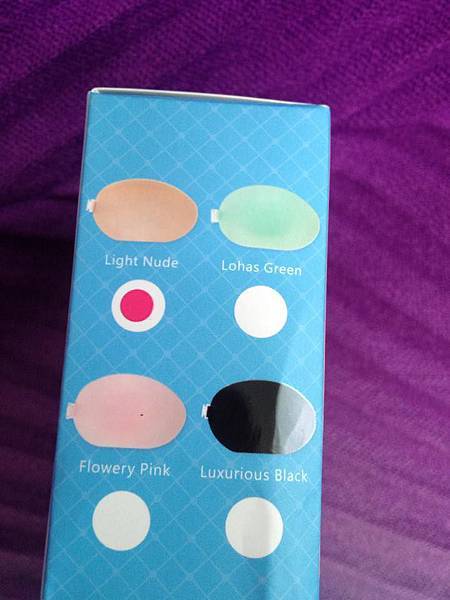 Light Nude
Lohas Green
Flowery Pink
Luxurious Black